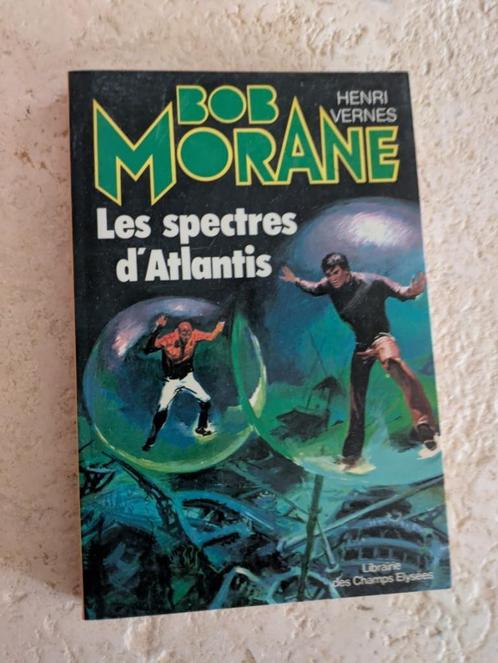 BOB
MORANE
HENRI
VERNES
Les spectres
d'Atlantis
Librairie
des Champs Elysées